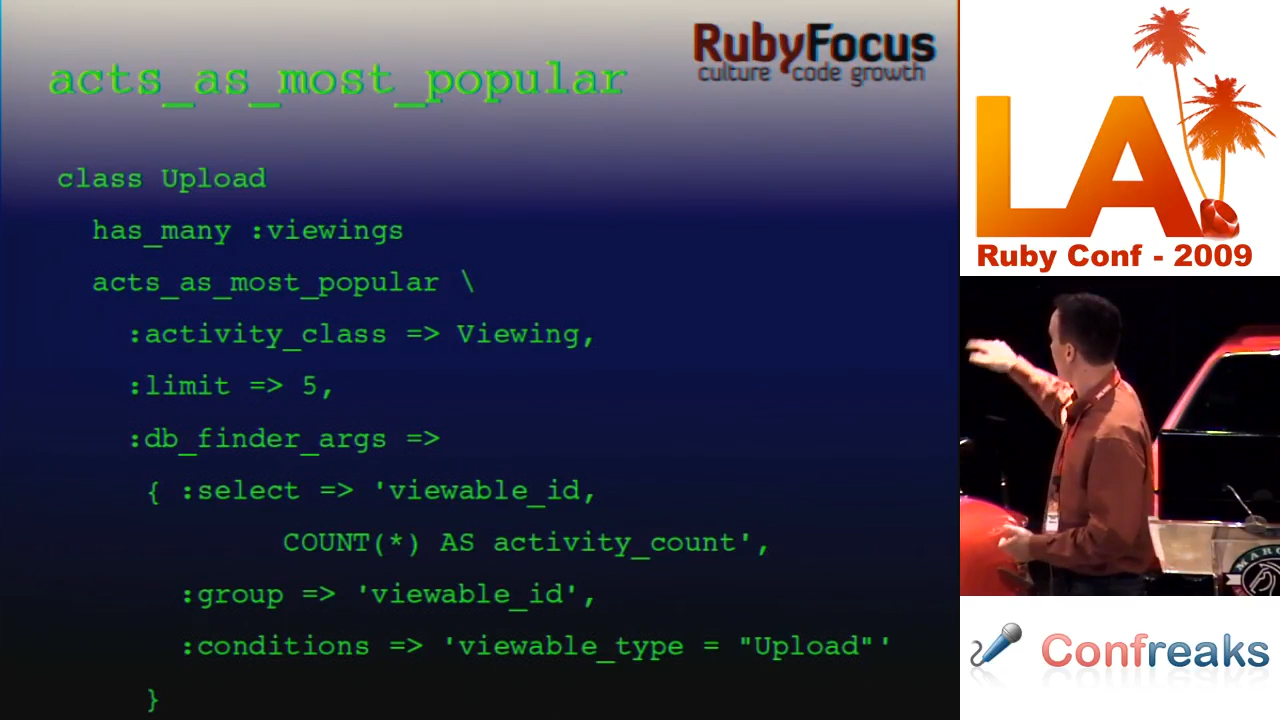 acts_as_most_popular
RubyFocus
culture code growth
class Upload
has_many :viewings
acts_as_most_popular \
:activity_class => Viewing,
:limit => 5,
:db_finder_args =>
{ :select => 'viewable_id,
COUNT(*) AS activity_count',
:group => 'viewable_id',
:conditions => 'viewable_type = "Upload"'
}
LA
Ruby Conf - 2009
Confreaks